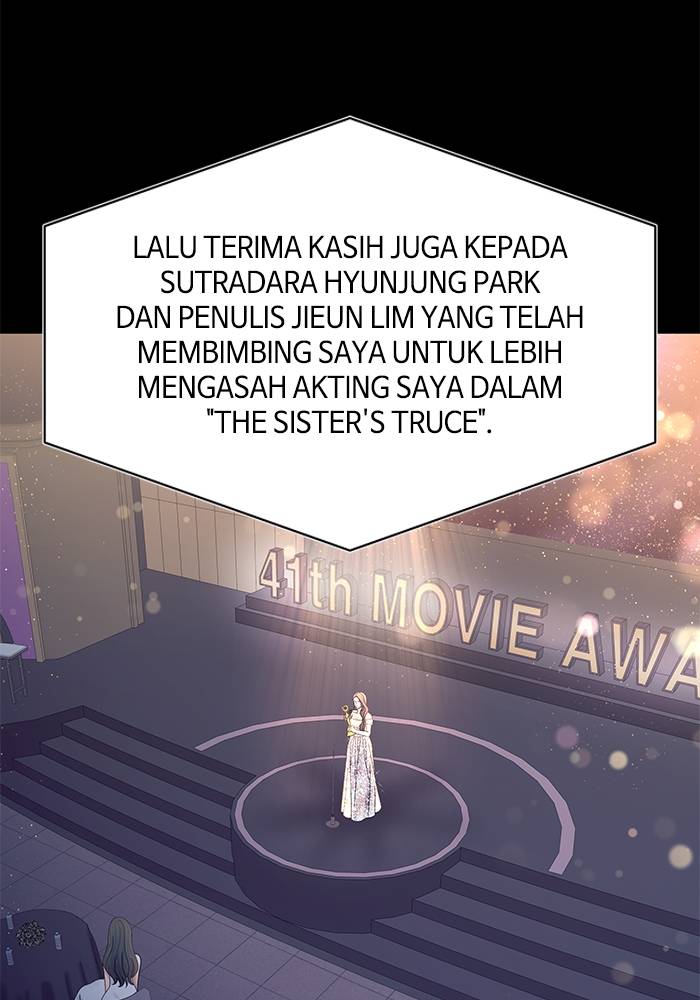 LALU TERIMA KASIH JUGA KEPADA
SUTRADARA HYUNJUNG PARK
DAN PENULIS JIEUN LIM YANG TELAH
MEMBIMBING SAYA UNTUK LEBIH
MENGASAH AKTING SAYA DALAM
"THE SISTER'S TRUCE".
41th MOVIE AWA